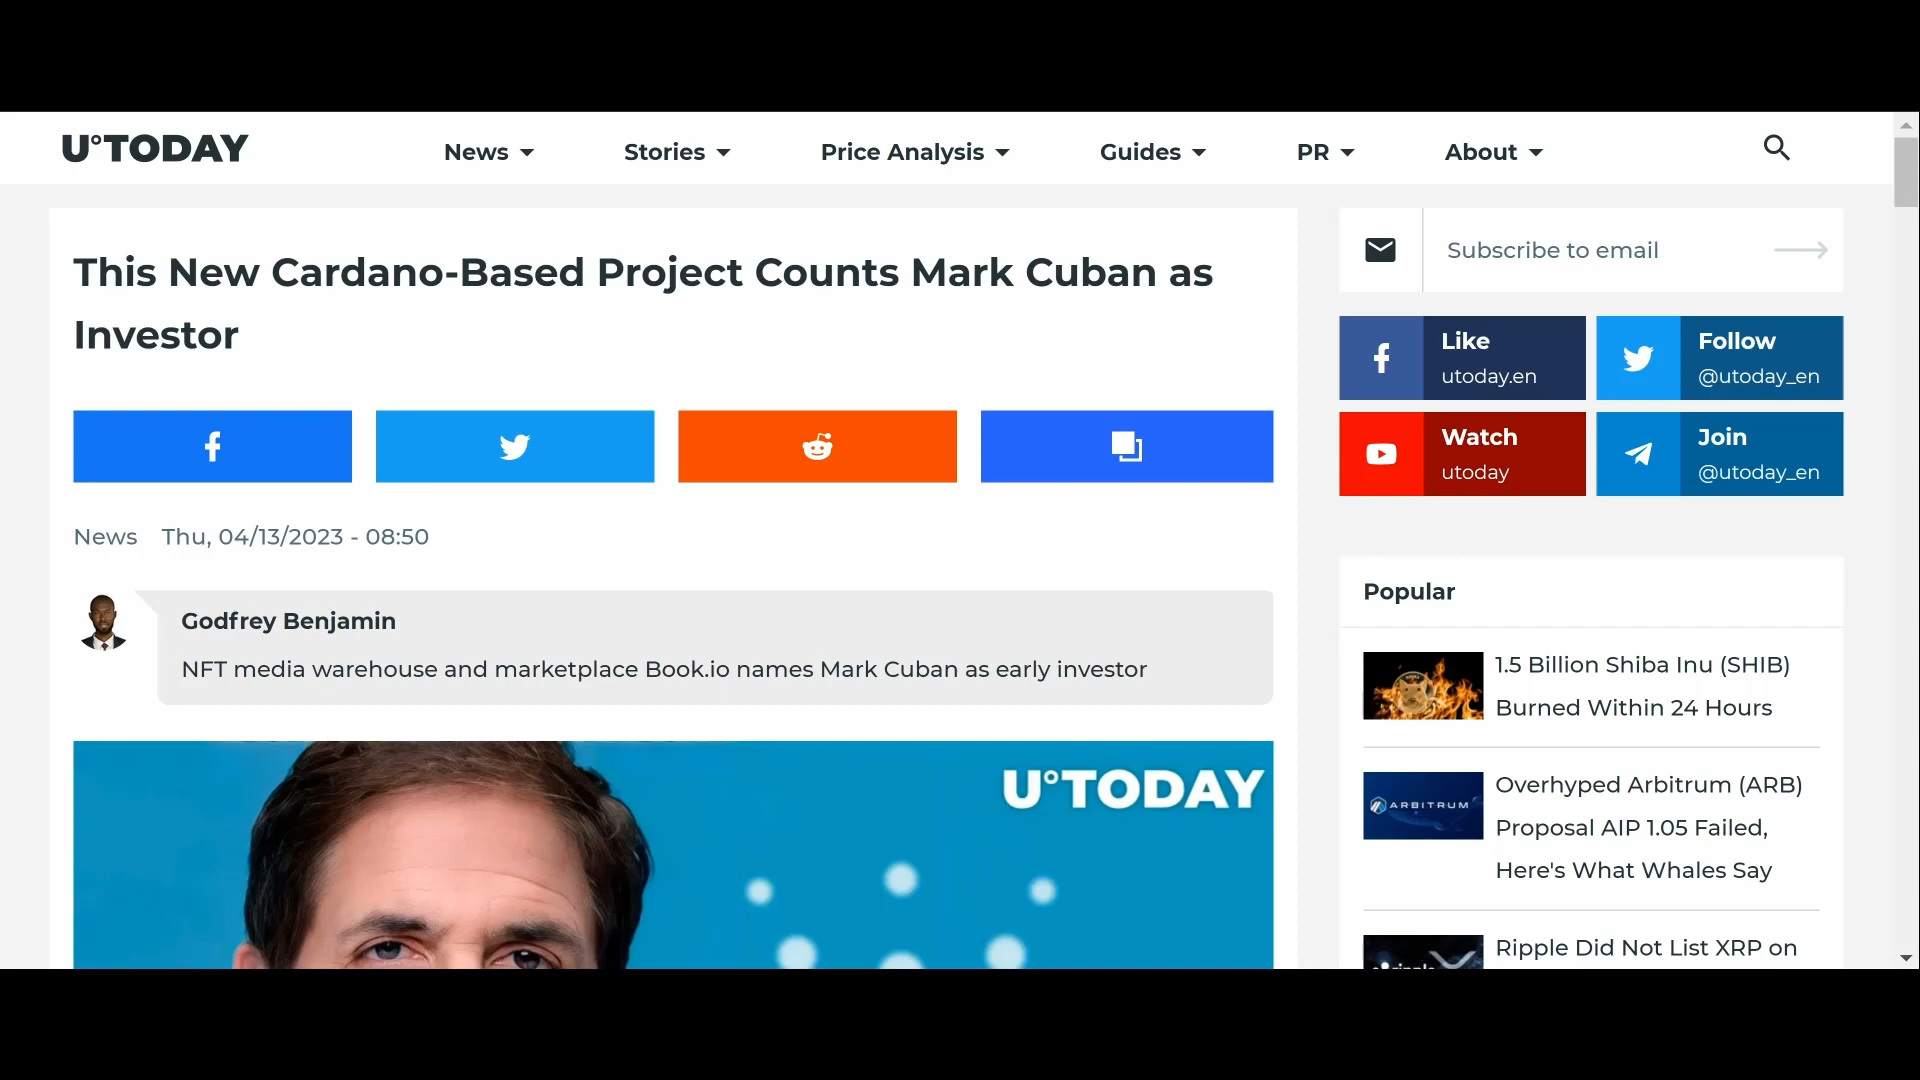 U°TODAY
News
Stories
Price Analysis
Guides
PR
About
This New Cardano-Based Project Counts Mark Cuban as
Investor
News Thu, 04/13/2023 - 08:50
Godfrey Benjamin
NFT media warehouse and marketplace Book.io names Mark Cuban as early investor
U°TODAY
Subscribe to email
Like
utoday.en
Follow
@utoday_en
Watch
utoday
Join
@utoday_en
Popular
1.5 Billion Shiba Inu (SHIB)
Burned Within 24 Hours
ARBITRUM
Overhyped Arbitrum (ARB)
Proposal AIP 1.05 Failed,
Here's What Whales Say
Ripple Did Not List XRP on